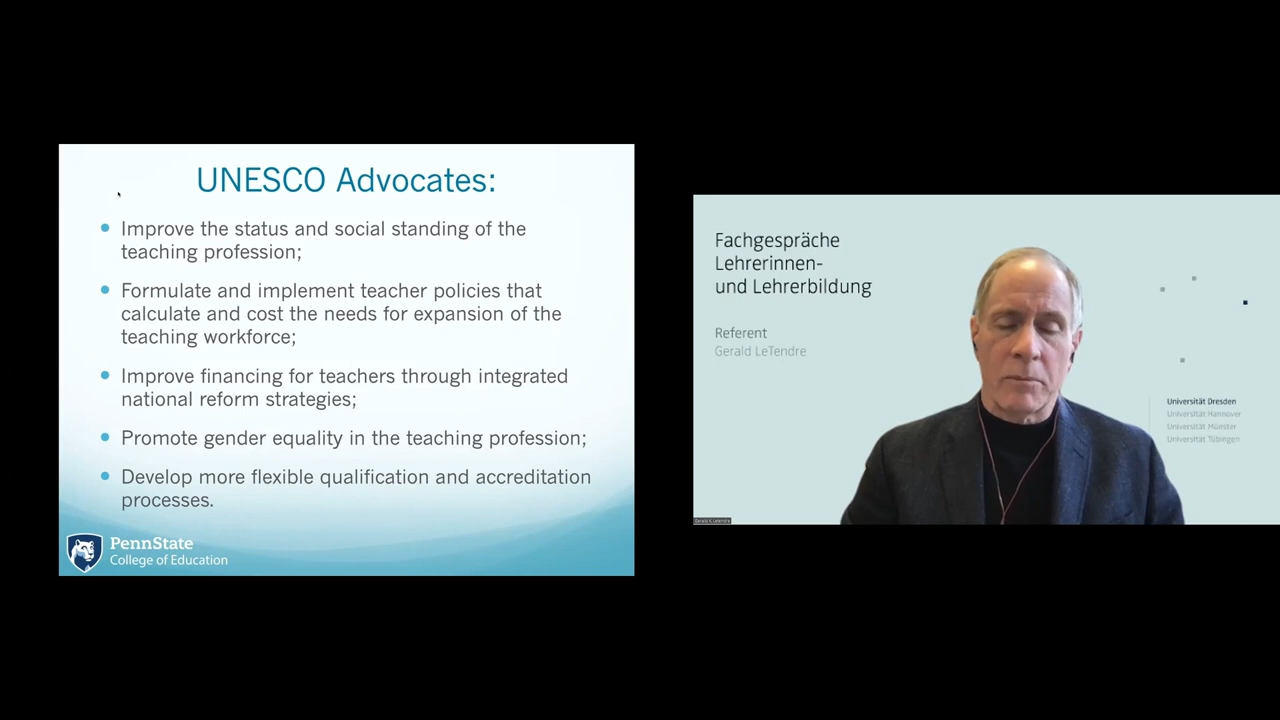 UNESCO Advocates:
Improve the status and social standing of the
teaching profession;
Formulate and implement teacher policies that
calculate and cost the needs for expansion of the
teaching workforce;
Improve financing for teachers through integrated
national reform strategies;
Promote gender equality in the teaching profession;
Develop more flexible qualification and accreditation
processes.
PennState
College of Education
Fachgespräche
Lehrerinnen-
und Lehrerbildung
Referent
Gerald LeTendre
Universität Dresden
Universität Hannover
Universität Münster
Universität Tübingen
Gerald K Letendre